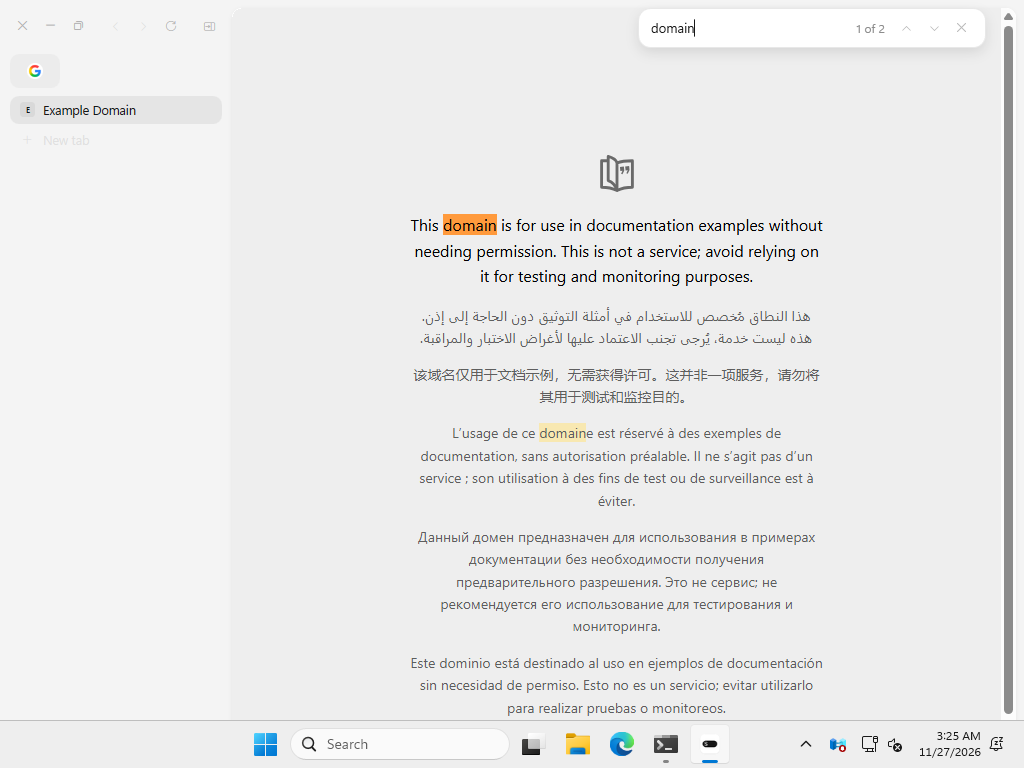 domain
1 of 2
E
Example Domain
+ New tab
This domain is for use in documentation examples without
needing permission. This is not a service; avoid relying on
it for testing and monitoring purposes.
هذا النطاق مُخصص للاستخدام في أمثلة التوثيق دون الحاجة إلى إذن.
هذه ليست خدمة، يُرجى تجنب الاعتماد عليها لأغراض الاختبار والمراقبة.
该域名仅用于文档示例，无需获得许可。这并非一项服务，请勿将
其用于测试和监控目的。
L’usage de ce domaine est réservé à des exemples de
documentation, sans autorisation préalable. Il ne s’agit pas d’un
service ; son utilisation à des fins de test ou de surveillance est à
éviter.
Данный домен предназначен для использования в примерах
документации без необходимости получения
предварительного разрешения. Это не сервис; не
рекомендуется его использование для тестирования и
мониторинга.
Este dominio está destinado al uso en ejemplos de documentación
sin necesidad de permiso. Esto no es un servicio; evitar utilizarlo
para realizar pruebas o monitoreos.
Search
3:25 AM
11/27/2026